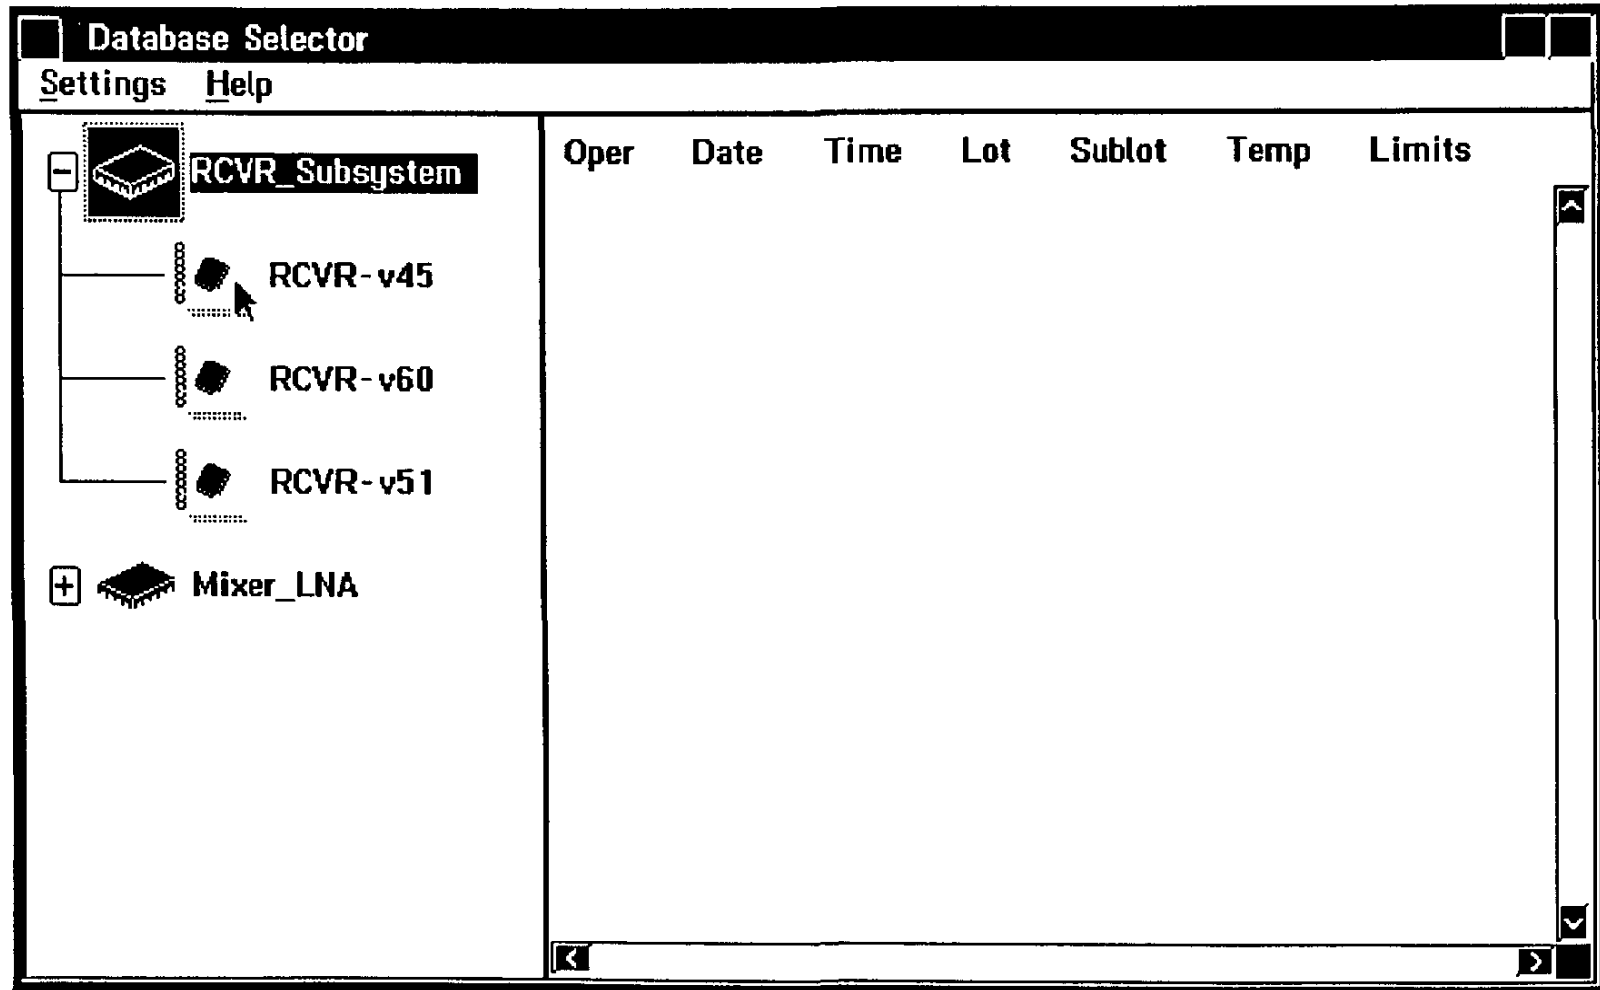 Database Selector
Settings Help
Oper Date Time Lot Sublot Temp Limits
RCVR_Subsystem
RCVR-v45
RCVR-v60
RCVR-v51
Mixer_LNA